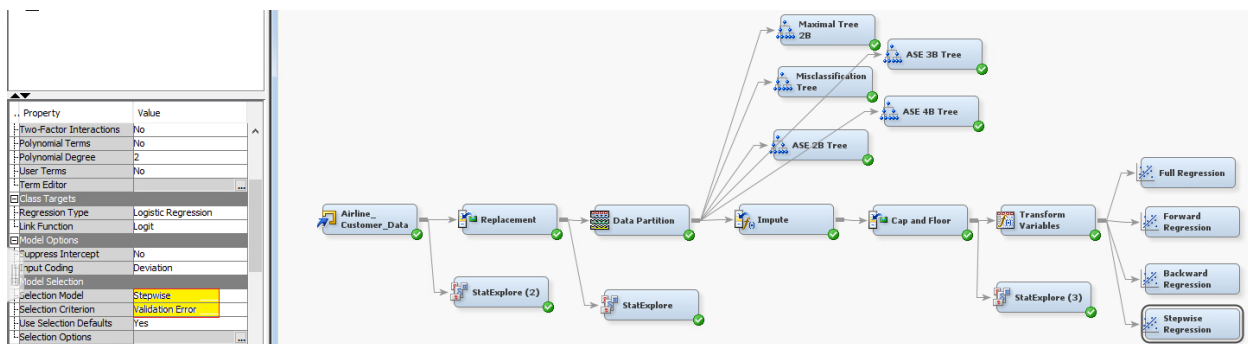 .. Property Value
Two-Factor Interactions No
Polynomial Terms No
Polynomial Degree 2
User Terms No
Term Editor ...
Class Targets
Regression Type Logistic Regression
Link Function Logit
Model Options
Suppress Intercept No
Input Coding Deviation
Model Selection
Selection Model Stepwise
Selection Criterion Validation Error
Use Selection Defaults Yes
Selection Options ...
Maximal Tree
2B
ASE 3B Tree
Misclassification
Tree
ASE 4B Tree
ASE 2B Tree
Airline_
Customer_Data
Replacement
Data Partition
Impute
Cap and Floor
Transform
Variables
Full Regression
Forward
Regression
Backward
Regression
Stepwise
Regression
StatExplore (2)
StatExplore
StatExplore (3)